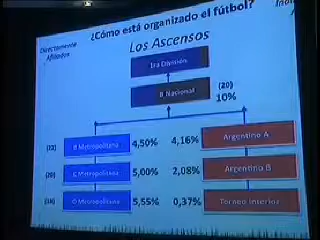 ¿Cómo está organizado el fútbol?
Directamente
Afiliados
Los Ascensos
1ra División
B Nacional
(20)
10%
(22)
B Metropolitana
4,50%
4,16%
Argentino A
(20)
C Metropolitana
5,00%
2,08%
Argentino B
D Metropolitana
5,55%
0,37%
Torneo Interior